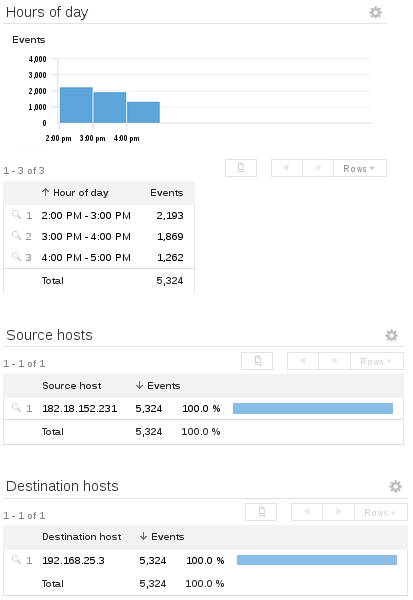 Hours of day
Events
4,000
3,000
2,000
1,000
0
2:00 pm 3:00 pm 4:00 pm
1 - 3 of 3 Rows
↑ Hour of day Events
1 2:00 PM - 3:00 PM 2,193
2 3:00 PM - 4:00 PM 1,869
3 4:00 PM - 5:00 PM 1,262
Total 5,324
Source hosts
1 - 1 of 1 Rows
Source host ↓ Events
1 182.18.152.231 5,324 100.0 %
Total 5,324 100.0 %
Destination hosts
1 - 1 of 1 Rows
Destination host ↓ Events
1 192.168.25.3 5,324 100.0 %
Total 5,324 100.0 %